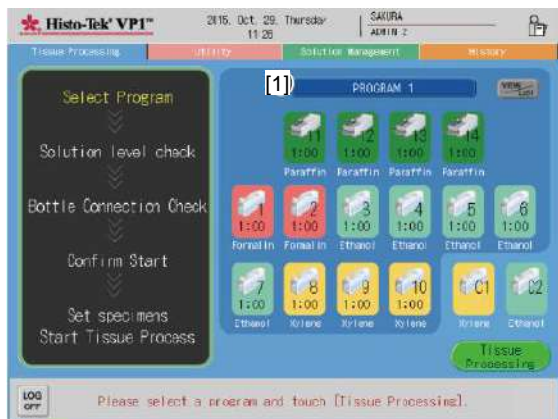 Histo-Tek® VP1™
2015. Oct. 29. Thursday
11:26
SAKURA
ADMIN 2
Tissue Processing
Utility
Solution Management
History
Select Program
Solution level check
Bottle Connection Check
Confirm Start
Set specimens
Start Tissue Process
[1]
PROGRAM 1
VIEW
11 12 13 14
1:00 1:00 1:00 1:00
Paraffin Paraffin Paraffin Paraffin
1 2 3 4 5 6
1:00 1:00 1:00 1:00 1:00 1:00
Formalin Formalin Ethanol Ethanol Ethanol Ethanol
7 8 9 10 C1 C2
1:00 1:00 1:00 1:00
Ethanol Xylene Xylene Xylene Xylene Ethanol
Tissue
Processing
LOG
OFF
Please select a program and touch [Tissue Processing].